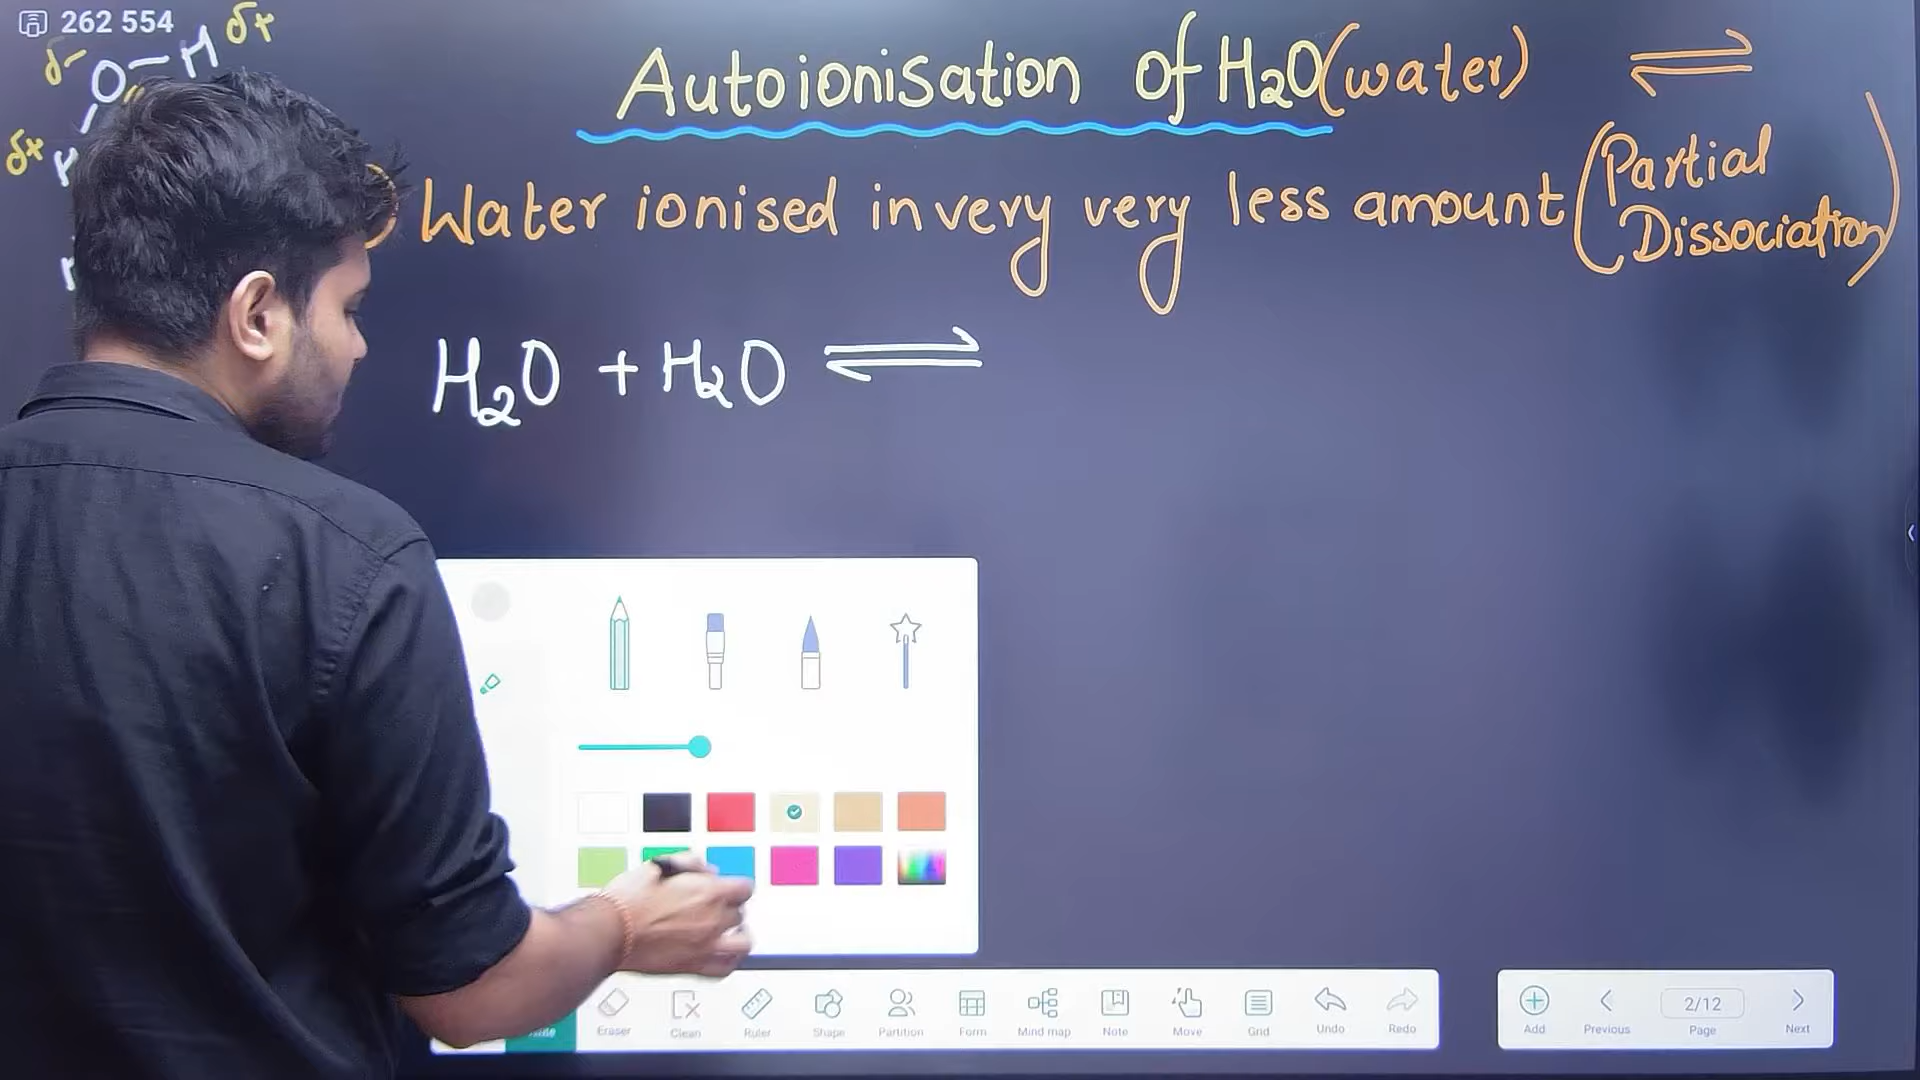 262 554
δ- O - H δ+
δ+ H
Autoionisation of H₂O (water) ⇌
Water ionised in very very less amount (Partial
Dissociation)
H₂O + H₂O ⇌
Eraser Clean Ruler Shape Partition Form Mind map Note Move Grid Undo Redo
Add Previous 2/12 Page Next